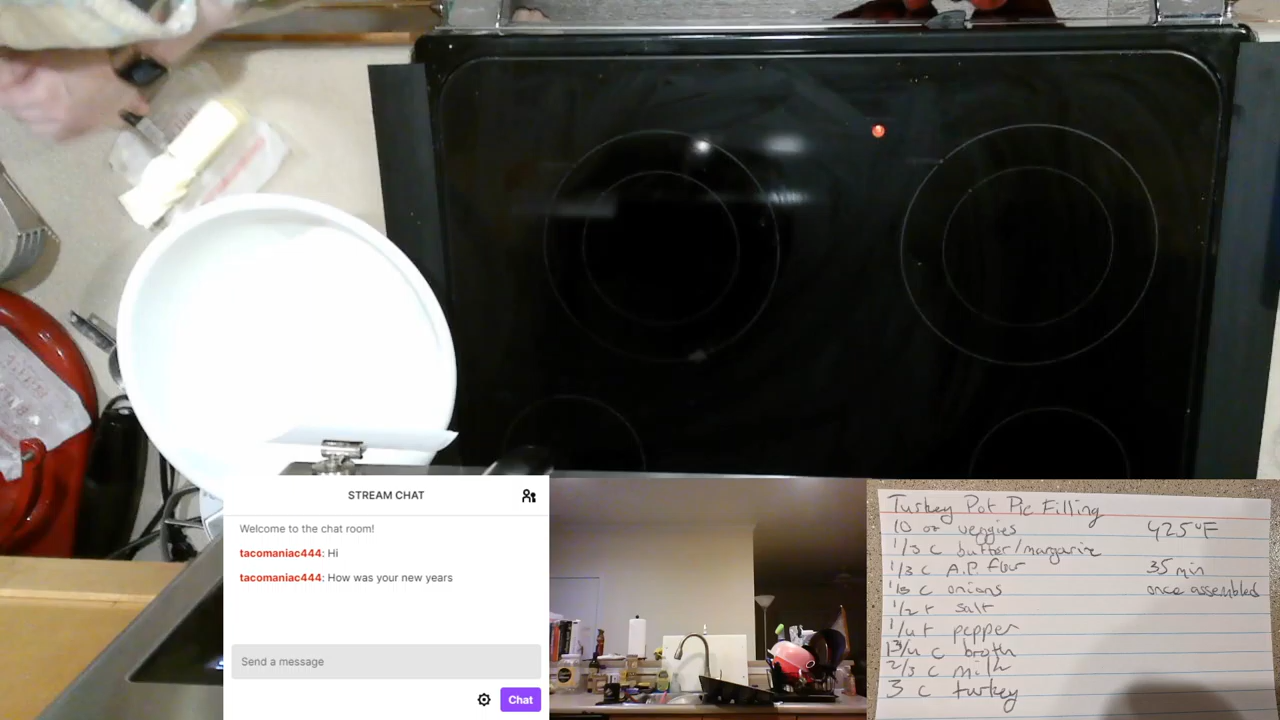 STREAM CHAT
Welcome to the chat room!
tacomaniac444: Hi
tacomaniac444: How was your new years
Send a message
Chat
Turkey Pot Pie Filling
10 oz veggies
425°F
1/3 c butter/margarine
1/3 c A.P. flour
35 min
1/3 c onions
once assembled
1/2 t salt
1/4 t pepper
1 3/4 c broth
2/3 c milk
3 c turkey